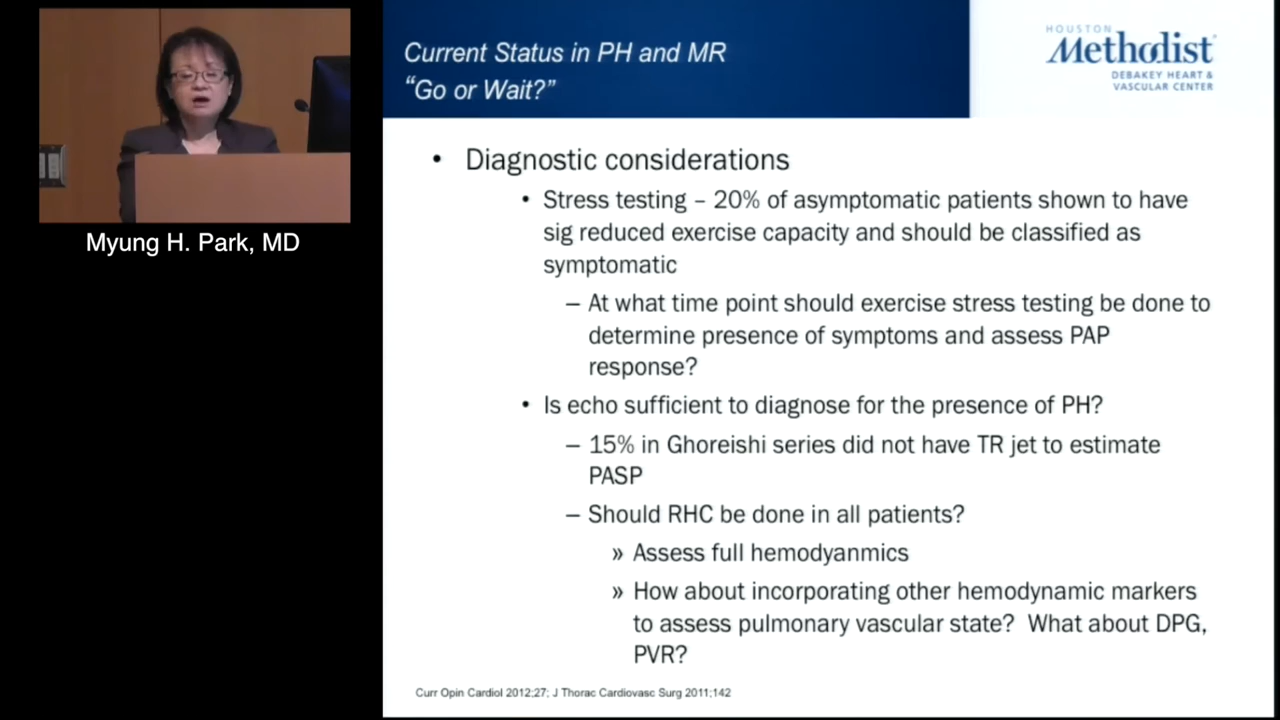 Current Status in PH and MR
“Go or Wait?”
HOUSTON
Methodist
DEBAKEY HEART &
VASCULAR CENTER
Myung H. Park, MD
• Diagnostic considerations
• Stress testing – 20% of asymptomatic patients shown to have
sig reduced exercise capacity and should be classified as
symptomatic
– At what time point should exercise stress testing be done to
determine presence of symptoms and assess PAP
response?
• Is echo sufficient to diagnose for the presence of PH?
– 15% in Ghoreishi series did not have TR jet to estimate
PASP
– Should RHC be done in all patients?
» Assess full hemodyanmics
» How about incorporating other hemodynamic markers
to assess pulmonary vascular state? What about DPG,
PVR?
Curr Opin Cardiol 2012;27; J Thorac Cardiovasc Surg 2011;142